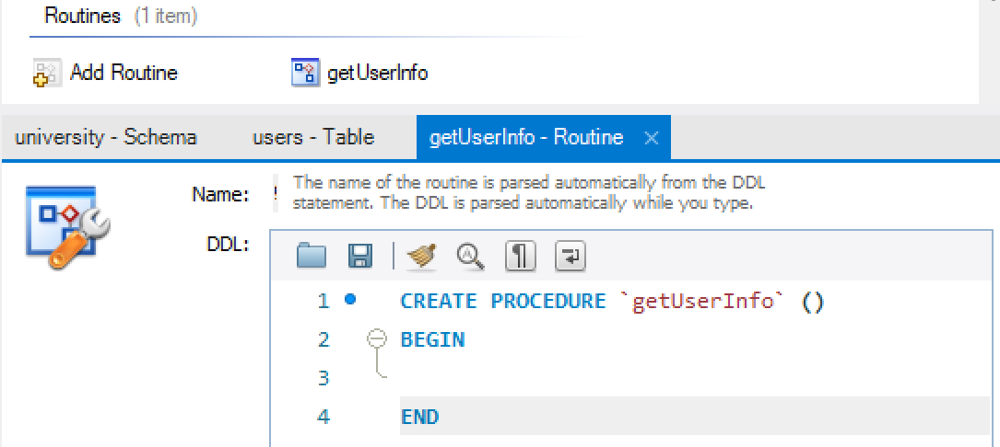 Routines (1 item)
Add Routine getUserInfo
university - Schema users - Table getUserInfo - Routine ×
Name: ! The name of the routine is parsed automatically from the DDL
statement. The DDL is parsed automatically while you type.
DDL:
1 CREATE PROCEDURE `getUserInfo` ()
2 BEGIN
3
4 END